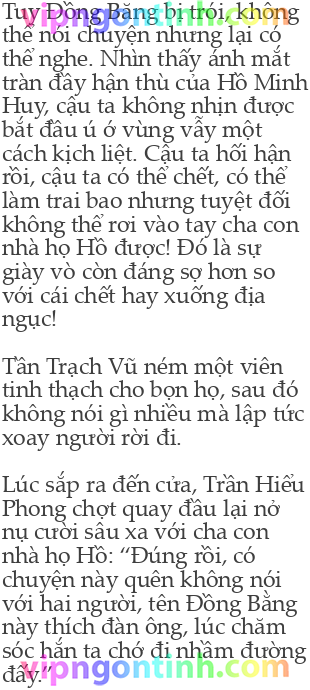 Tuy Đồng Bằng bị trói, không
thể nói chuyện nhưng lại có
thể nghe. Nhìn thấy ánh mắt
tràn đầy hận thù của Hồ Minh
Huy, cậu ta không nhịn được
bắt đầu ú ớ vùng vẫy một
cách kịch liệt. Cậu ta hối hận
rồi, cậu ta có thể chết, có thể
làm trai bao nhưng tuyệt đối
không thể rơi vào tay cha con
nhà họ Hồ được! Đó là sự
giày vò còn đáng sợ hơn so
với cái chết hay xuống địa
ngục!
Tần Trạch Vũ ném một viên
tinh thạch cho bọn họ, sau đó
không nói gì nhiều mà lập tức
xoay người rời đi.
Lúc sắp ra đến cửa, Trần Hiểu
Phong chợt quay đầu lại nở
nụ cười sâu xa với cha con
nhà họ Hồ: “Đúng rồi, có
chuyện này quên không nói
với hai người, tên Đồng Bằng
này thích đàn ông, lúc chăm
sóc hắn ta chớ đi nhầm đường
đấy.”
vipngontinh.com
vipngontinh.com